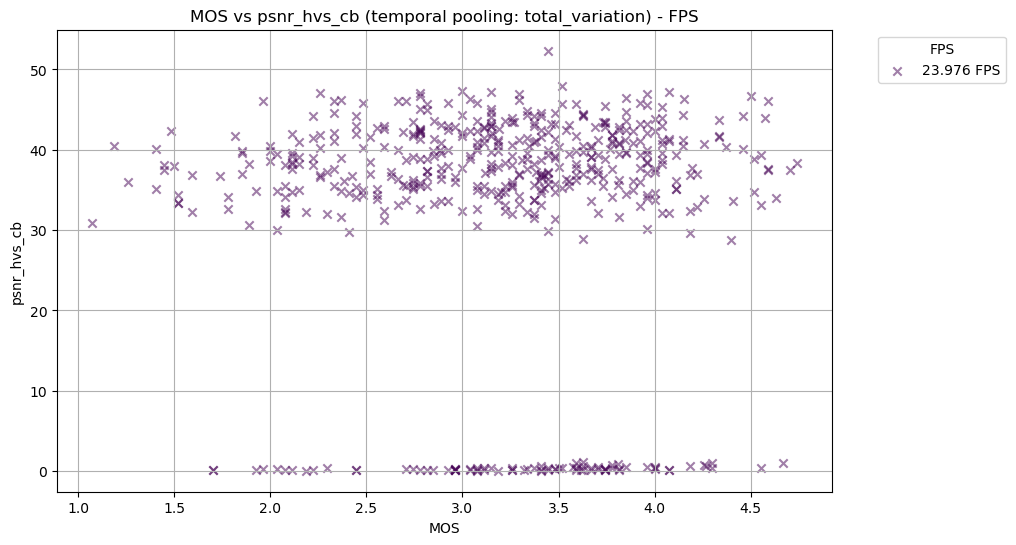 MOS vs psnr_hvs_cb (temporal pooling: total_variation) - FPS
FPS
23.976 FPS
psnr_hvs_cb
50
40
30
20
10
0
1.0 1.5 2.0 2.5 3.0 3.5 4.0 4.5
MOS